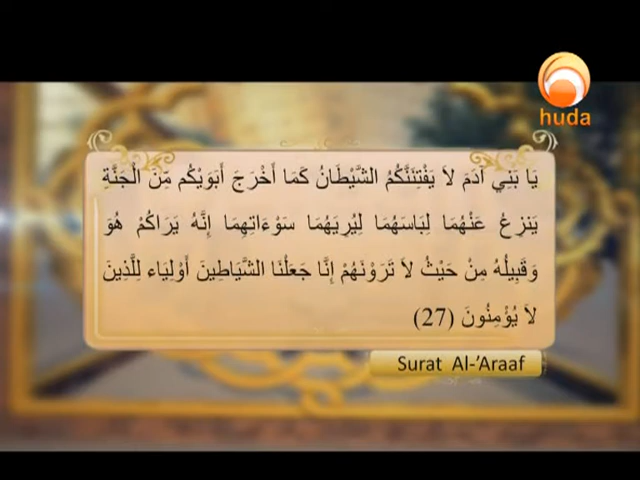 huda
يَا بَنِي آدَمَ لاَ يَفْتِنَنَّكُمُ الشَّيْطَانُ كَمَا أَخْرَجَ أَبَوَيْكُم مِّنَ الْجَنَّةِ
يَنزِعُ عَنْهُمَا لِبَاسَهُمَا لِيُرِيَهُمَا سَوْءَاتِهِمَا إِنَّهُ يَرَاكُمْ هُوَ
وَقَبِيلُهُ مِنْ حَيْثُ لاَ تَرَوْنَهُمْ إِنَّا جَعَلْنَا الشَّيَاطِينَ أَوْلِيَاء لِلَّذِينَ
لاَ يُؤْمِنُونَ (27)
Surat Al-'Araaf